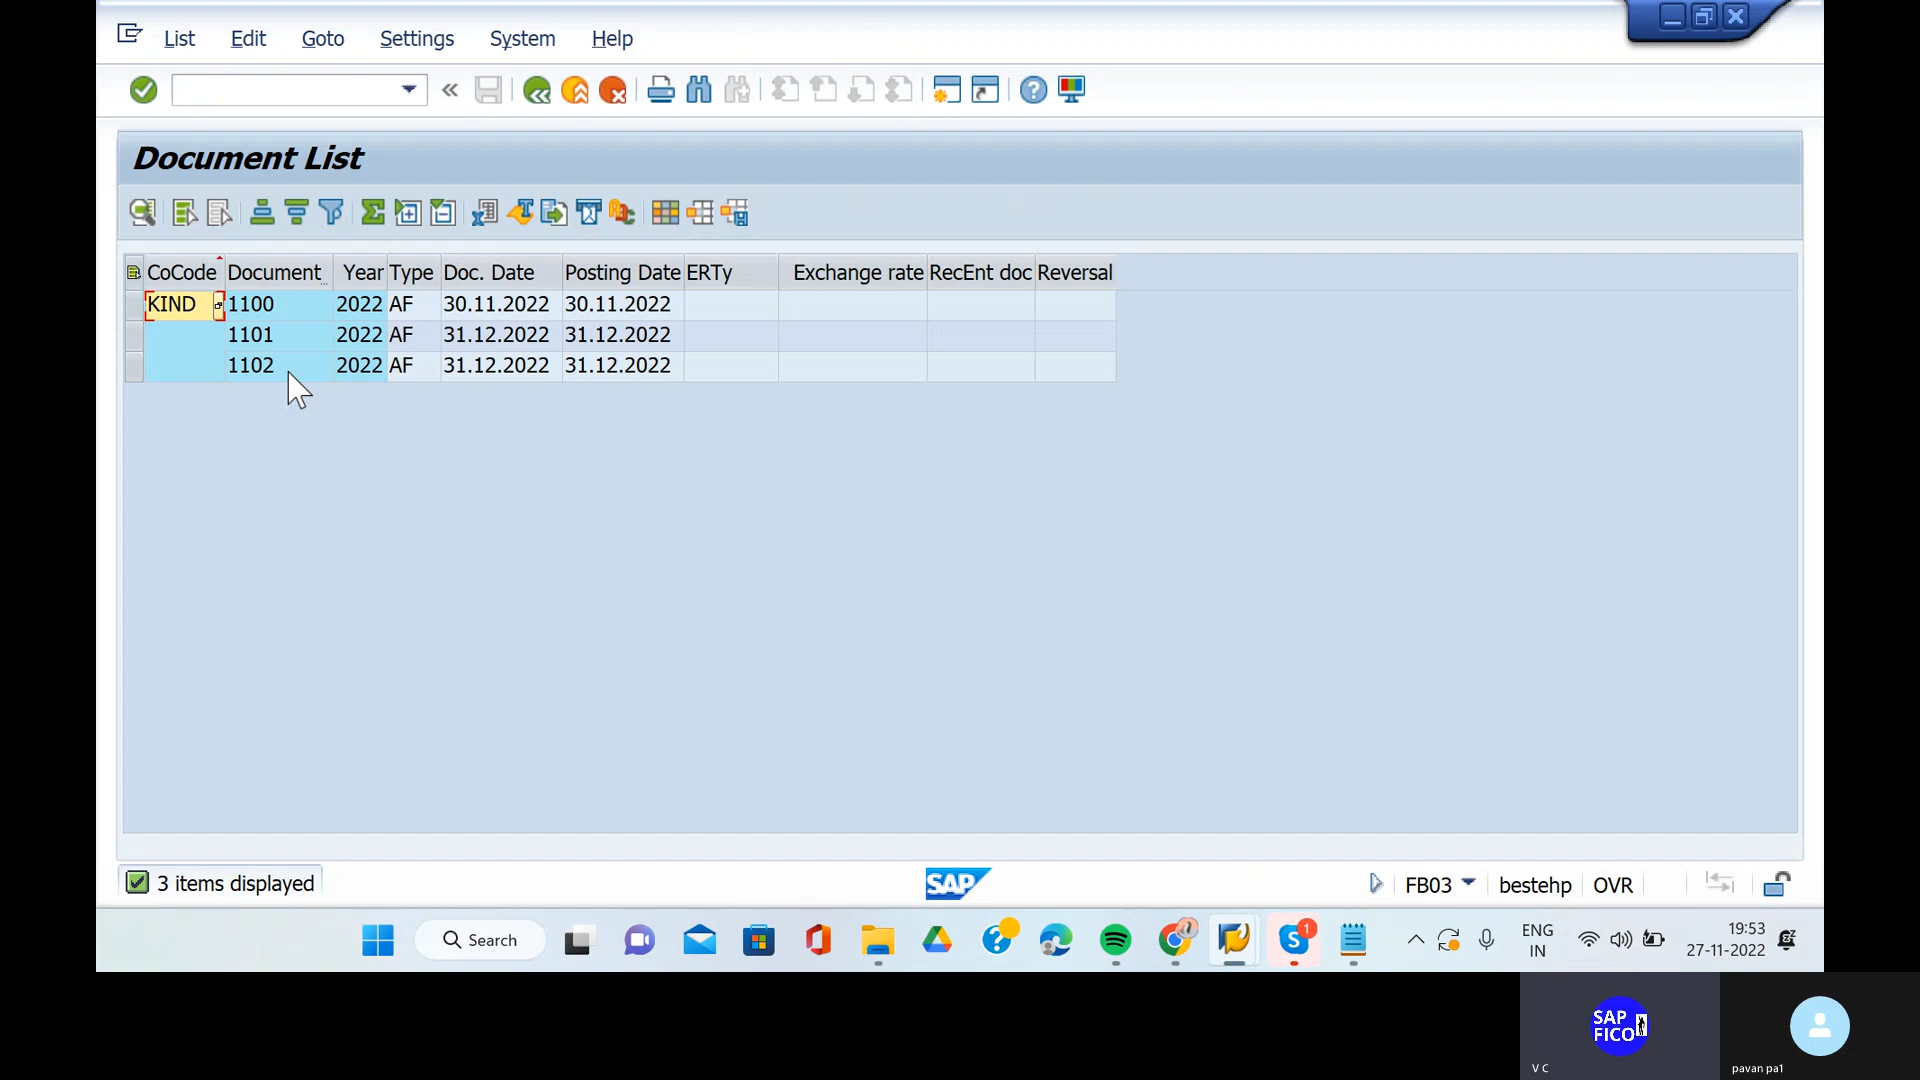 List Edit Goto Settings System Help
Document List
CoCode Document Year Type Doc. Date Posting Date ERTy Exchange rate RecEnt doc Reversal
KIND 1100 2022 AF 30.11.2022 30.11.2022
1101 2022 AF 31.12.2022 31.12.2022
1102 2022 AF 31.12.2022 31.12.2022
3 items displayed
SAP
FB03 bestehp OVR
Search
1
ENG
IN
19:53
27-11-2022
SAP
FICO
V C
pavan pa1